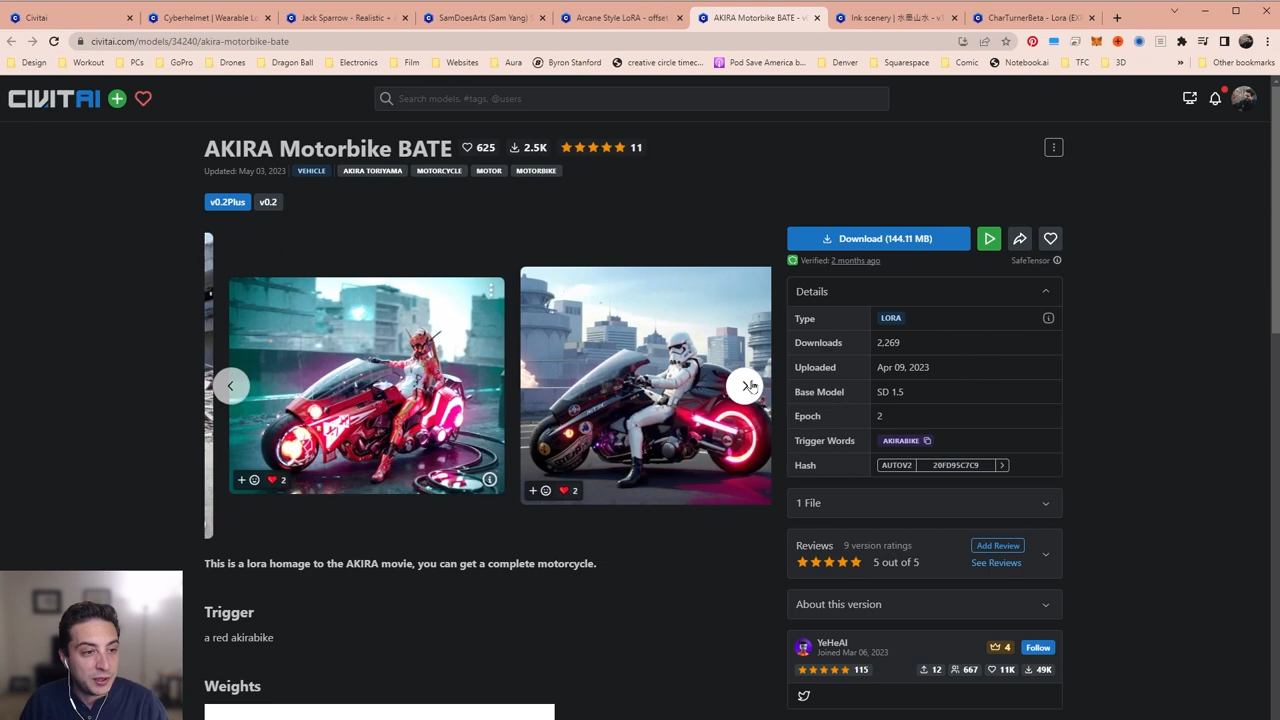 Civitai
Cyberhelmet | Wearable Lo
Jack Sparrow - Realistic + A
SamDoesArts (Sam Yang)
Arcane Style LoRA - offset
AKIRA Motorbike BATE - v
Ink scenery | 水墨山水 - v1
CharTurnerBeta - Lora (EX
civitai.com/models/34240/akira-motorbike-bate
Design
Workout
PCs
GoPro
Drones
Dragon Ball
Electronics
Film
Websites
Aura
Byron Stanford
creative circle timec...
Pod Save America b...
Denver
Squarespace
Comic
Notebook.ai
TFC
3D
»
Other bookmarks
CIVITAI
Search models, #tags, @users
AKIRA Motorbike BATE 625 2.5K 11
Updated: May 03, 2023 VEHICLE AKIRA TORIYAMA MOTORCYCLE MOTOR MOTORBIKE
v0.2Plus v0.2
Download (144.11 MB)
Verified: 2 months ago SafeTensor
Details
Type LORA
Downloads 2,269
Uploaded Apr 09, 2023
Base Model SD 1.5
Epoch 2
Trigger Words AKIRABIKE
Hash AUTOV2 20FD95C7C9
+ 2
+ 2
1 File
Reviews 9 version ratings Add Review
5 out of 5 See Reviews
About this version
This is a lora homage to the AKIRA movie, you can get a complete motorcycle.
Trigger
a red akirabike
Weights
YeHeAI 4 Follow
Joined Mar 06, 2023
115 12 667 11K 49K